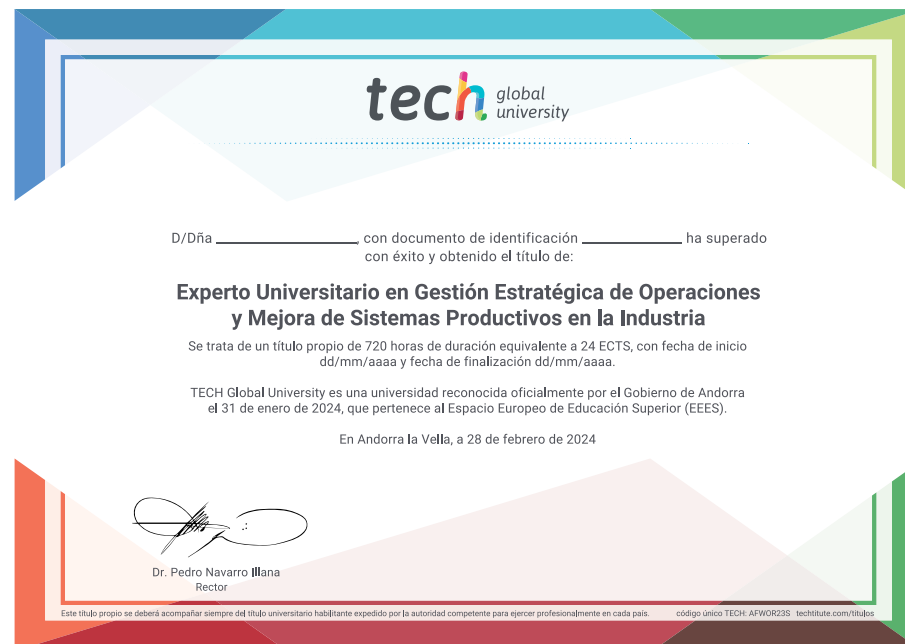 tech global university
D/Dña ____________________, con documento de identificación ______________ ha superado
con éxito y obtenido el título de:
Experto Universitario en Gestión Estratégica de Operaciones
y Mejora de Sistemas Productivos en la Industria
Se trata de un título propio de 720 horas de duración equivalente a 24 ECTS, con fecha de inicio
dd/mm/aaaa y fecha de finalización dd/mm/aaaa.
TECH Global University es una universidad reconocida oficialmente por el Gobierno de Andorra
el 31 de enero de 2024, que pertenece al Espacio Europeo de Educación Superior (EEES).
En Andorra la Vella, a 28 de febrero de 2024
Dr. Pedro Navarro Illana
Rector
Este título propio se deberá acompañar siempre del título universitario habilitante expedido por la autoridad competente para ejercer profesionalmente en cada país. código único TECH: AFWOR23S techtitute.com/titulos